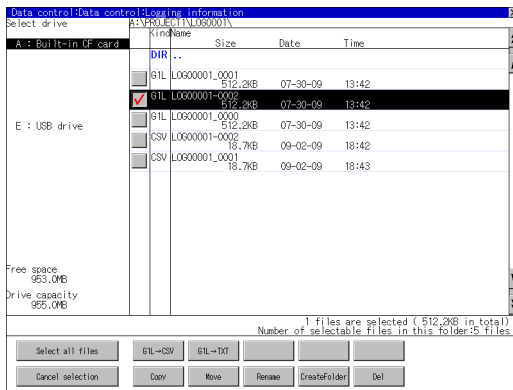 Data control:Data control:Logging information
Select drive
A:\PROJECT1\LOG0001\
A : Built-in CF card
E : USB drive
Kind Name
Size Date Time
DIR ..
G1L LOG00001_0001
512.2KB 07-30-09 13:42
G1L LOG00001-0002
512.2KB 07-30-09 13:42
G1L LOG00001_0000
512.2KB 07-30-09 13:42
CSV LOG00001-0002
18.7KB 09-02-09 18:42
CSV LOG00001_0001
18.7KB 09-02-09 18:43
Free space
953.0MB
Drive capacity
955.0MB
1 files are selected ( 512.2KB in total)
Number of selectable files in this folder:5 files
Select all files G1L→CSV G1L→TXT
Cancel selection Copy Move Rename CreateFolder Del